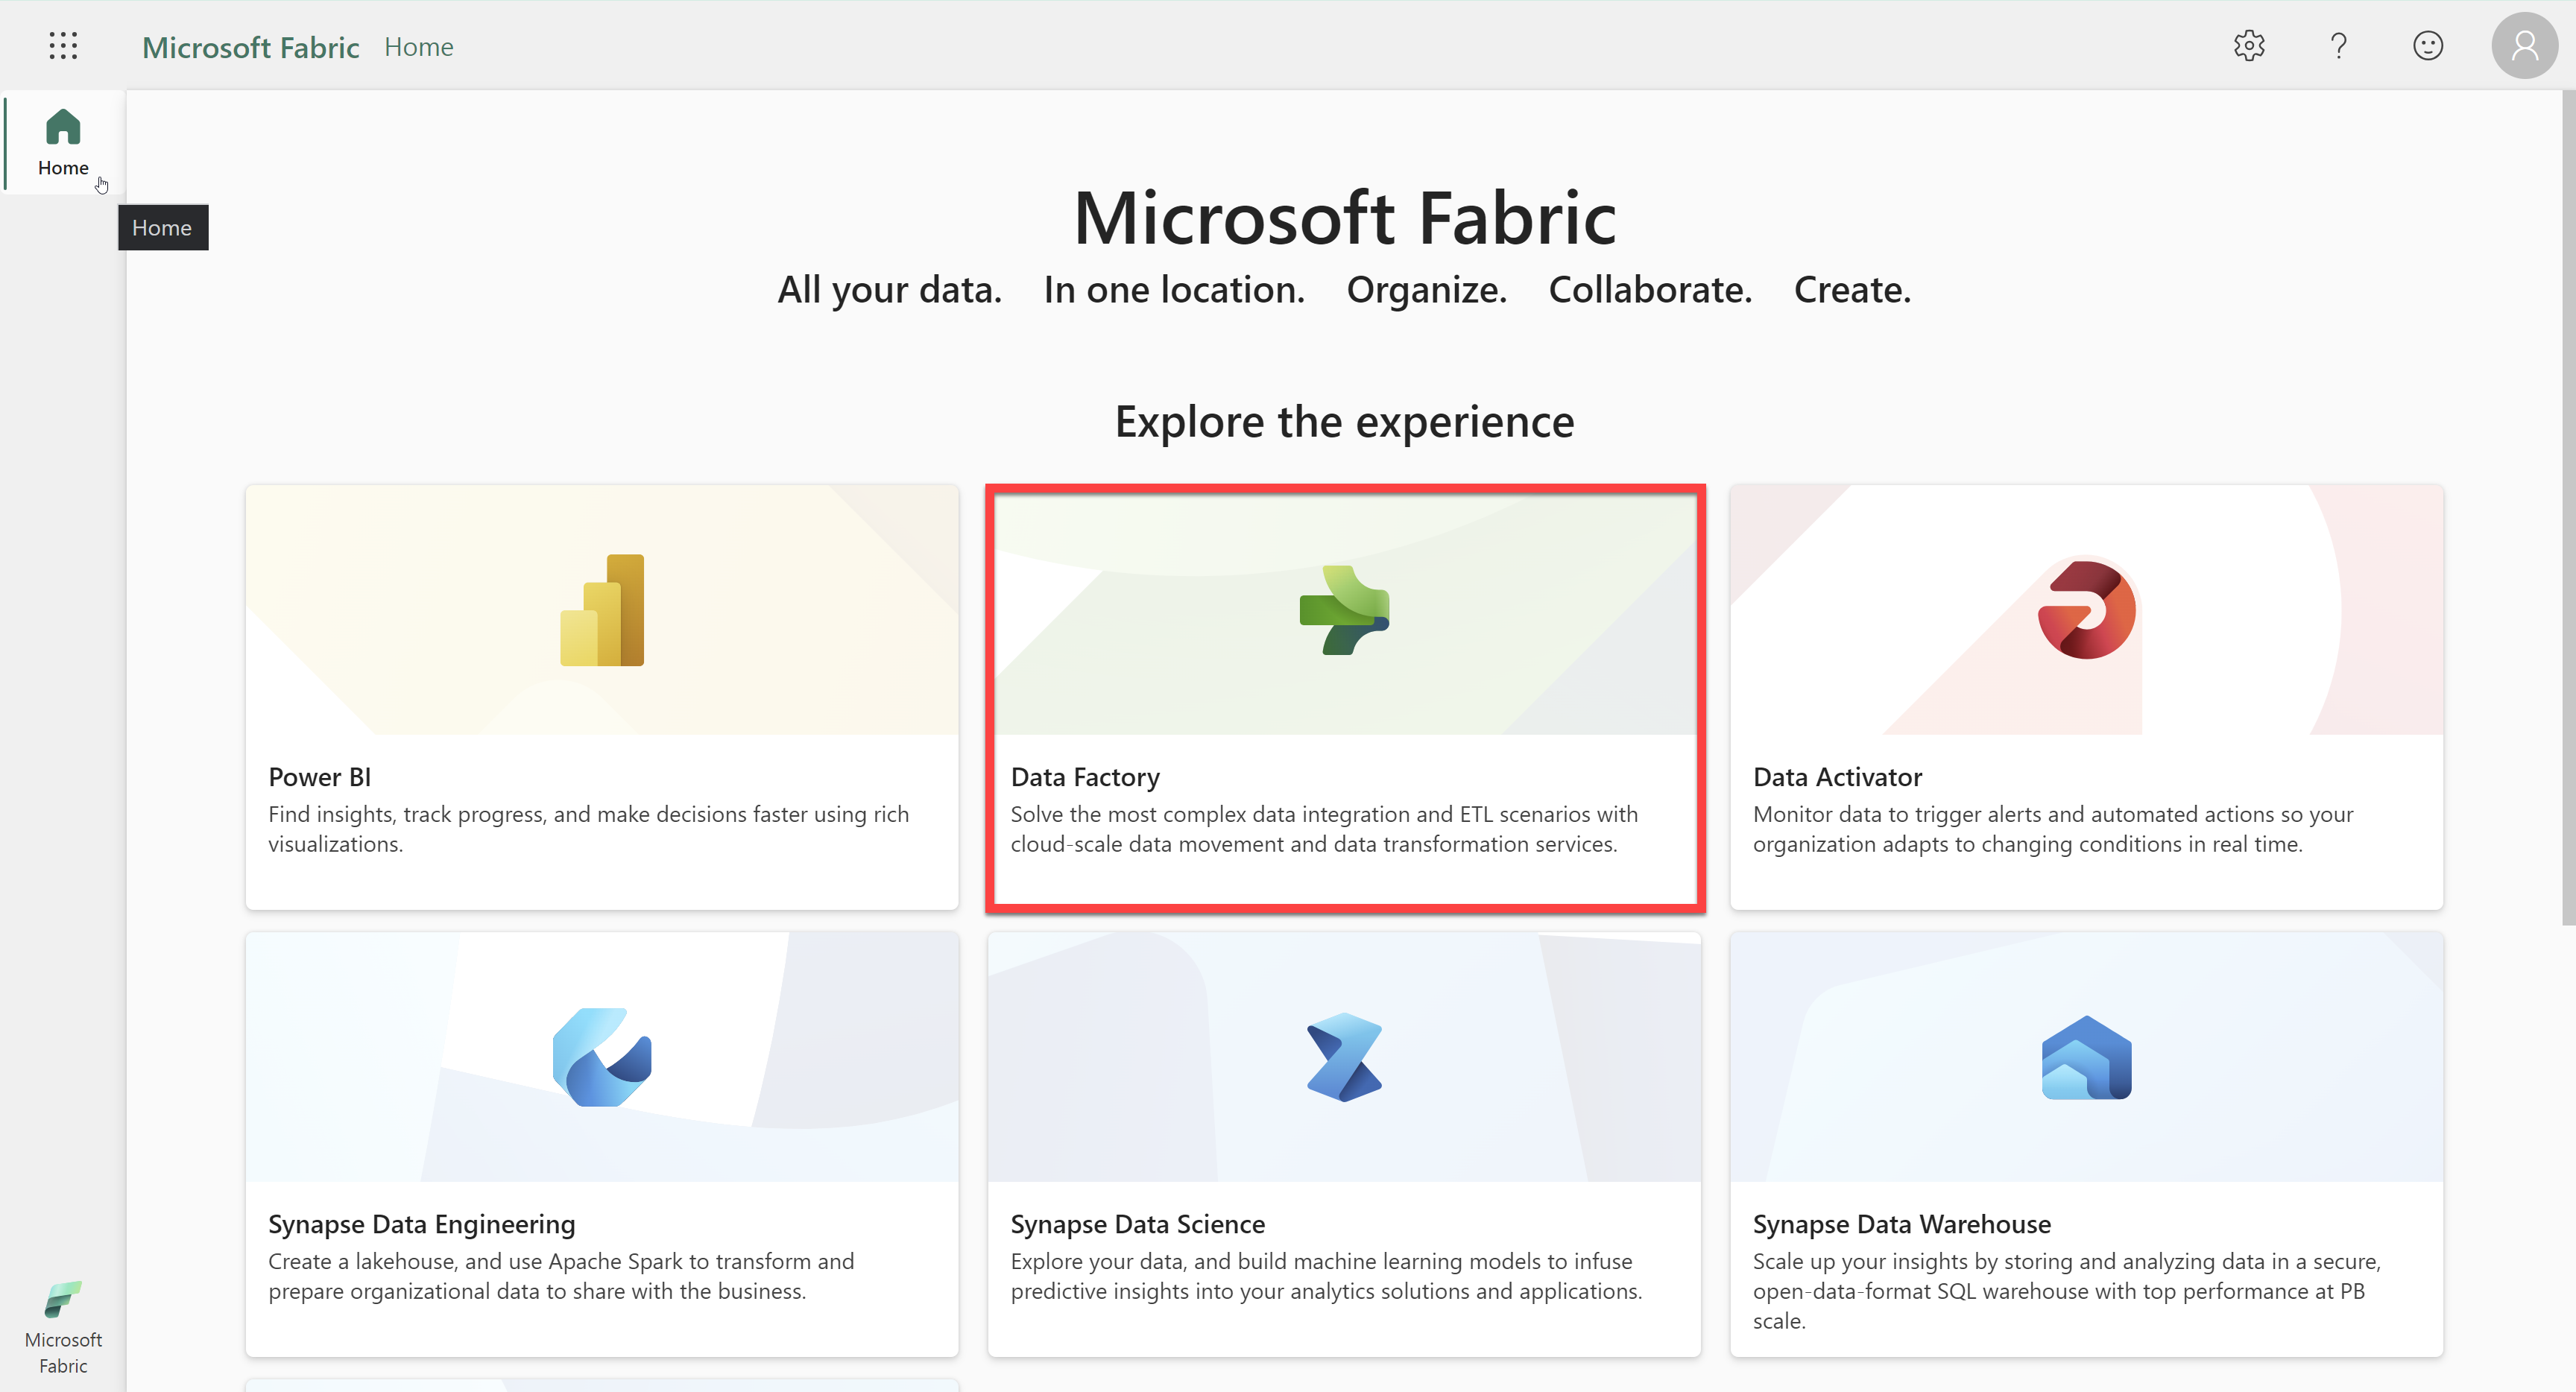 Microsoft Fabric Home
Home
Home
Microsoft Fabric
All your data. In one location. Organize. Collaborate. Create.
Explore the experience
Power BI
Find insights, track progress, and make decisions faster using rich
visualizations.
Data Factory
Solve the most complex data integration and ETL scenarios with
cloud-scale data movement and data transformation services.
Data Activator
Monitor data to trigger alerts and automated actions so your
organization adapts to changing conditions in real time.
Synapse Data Engineering
Create a lakehouse, and use Apache Spark to transform and
prepare organizational data to share with the business.
Synapse Data Science
Explore your data, and build machine learning models to infuse
predictive insights into your analytics solutions and applications.
Synapse Data Warehouse
Scale up your insights by storing and analyzing data in a secure,
open-data-format SQL warehouse with top performance at PB
scale.
Microsoft
Fabric